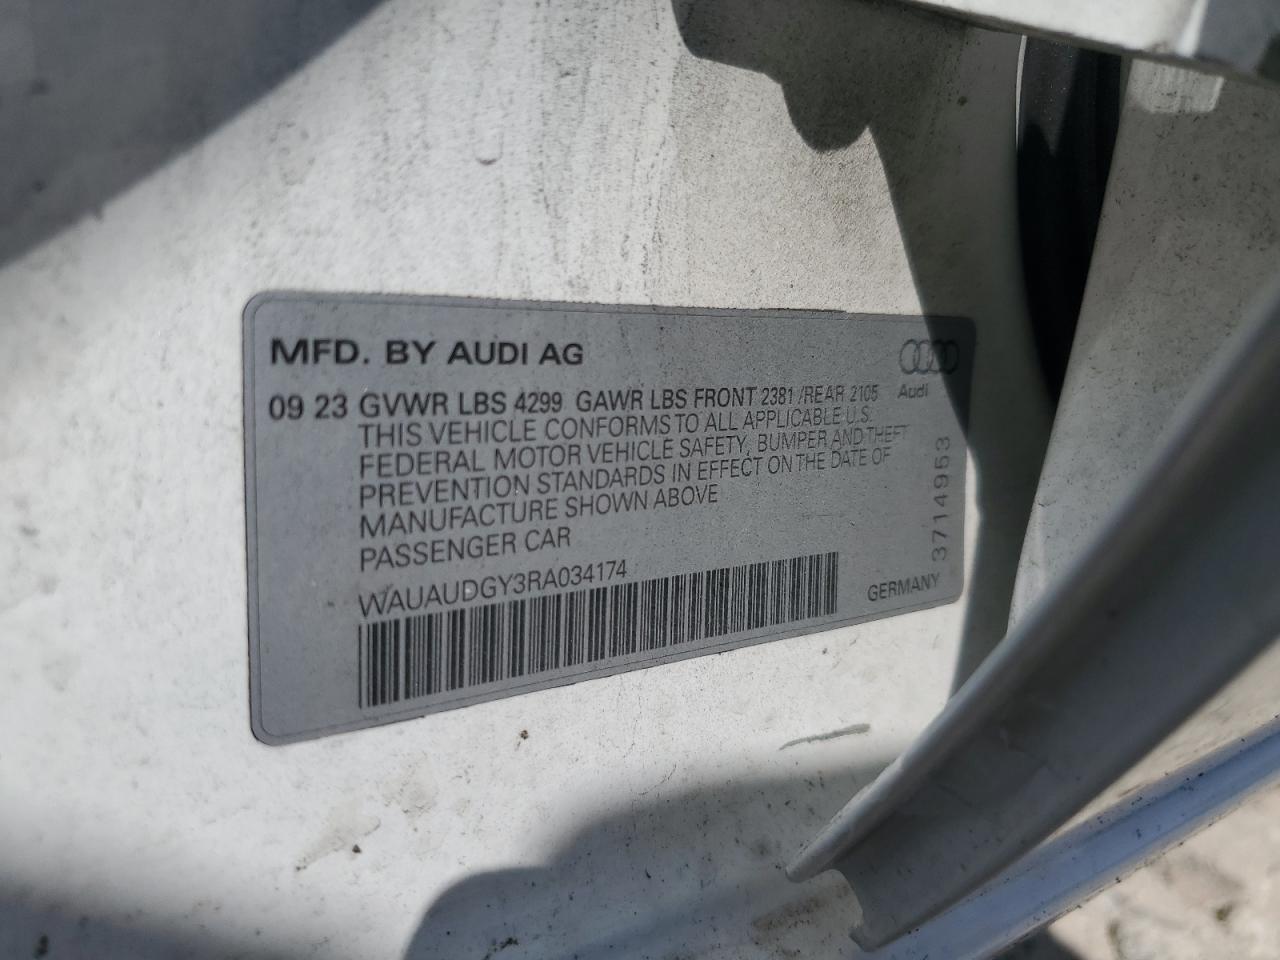 MFD. BY AUDI AG
Audi
09 23 GVWR LBS 4299 GAWR LBS FRONT 2381 /REAR 2105
THIS VEHICLE CONFORMS TO ALL APPLICABLE U.S.
FEDERAL MOTOR VEHICLE SAFETY, BUMPER AND THEFT
PREVENTION STANDARDS IN EFFECT ON THE DATE OF
MANUFACTURE SHOWN ABOVE
PASSENGER CAR
WAUAUDGY3RA034174
GERMANY
3714953